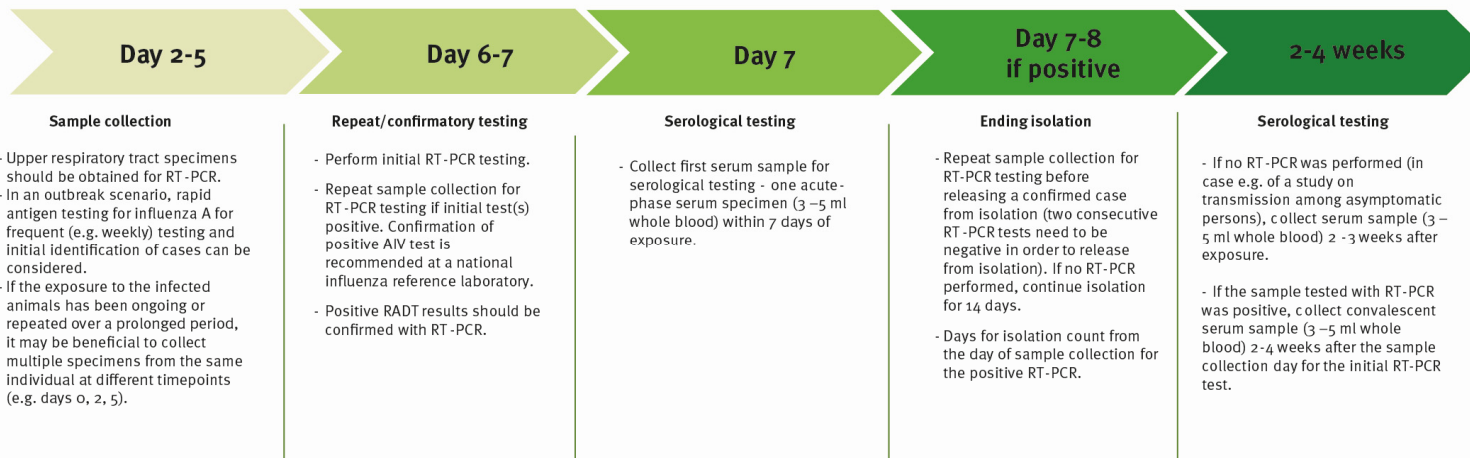 Day 2-5
Day 6-7
Day 7
Day 7-8
if positive
2-4 weeks
Sample collection
- Upper respiratory tract specimens
should be obtained for RT-PCR.
- In an outbreak scenario, rapid
antigen testing for influenza A for
frequent (e.g. weekly) testing and
initial identification of cases can be
considered.
- If the exposure to the infected
animals has been ongoing or
repeated over a prolonged period,
it may be beneficial to collect
multiple specimens from the same
individual at different timepoints
(e.g. days 0, 2, 5).
Repeat/confirmatory testing
- Perform initial RT-PCR testing.
- Repeat sample collection for
RT-PCR testing if initial test(s)
positive. Confirmation of
positive AIV test is
recommended at a national
influenza reference laboratory.
- Positive RADT results should be
confirmed with RT-PCR.
Serological testing
- Collect first serum sample for
serological testing - one acute-
phase serum specimen (3–5 ml
whole blood) within 7 days of
exposure.
Ending isolation
- Repeat sample collection for
RT-PCR testing before
releasing a confirmed case
from isolation (two consecutive
RT-PCR tests need to be
negative in order to release
from isolation). If no RT-PCR
performed, continue isolation
for 14 days.
- Days for isolation count from
the day of sample collection for
the positive RT-PCR.
Serological testing
- If no RT-PCR was performed (in
case e.g. of a study on
transmission among asymptomatic
persons), collect serum sample (3–
5 ml whole blood) 2-3 weeks after
exposure.
- If the sample tested with RT-PCR
was positive, collect convalescent
serum sample (3–5 ml whole
blood) 2-4 weeks after the sample
collection day for the initial RT-PCR
test.